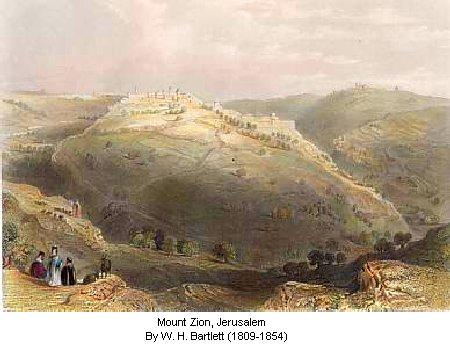 Mount Zion, Jerusalem
By W. H. Bartlett (1809-1854)